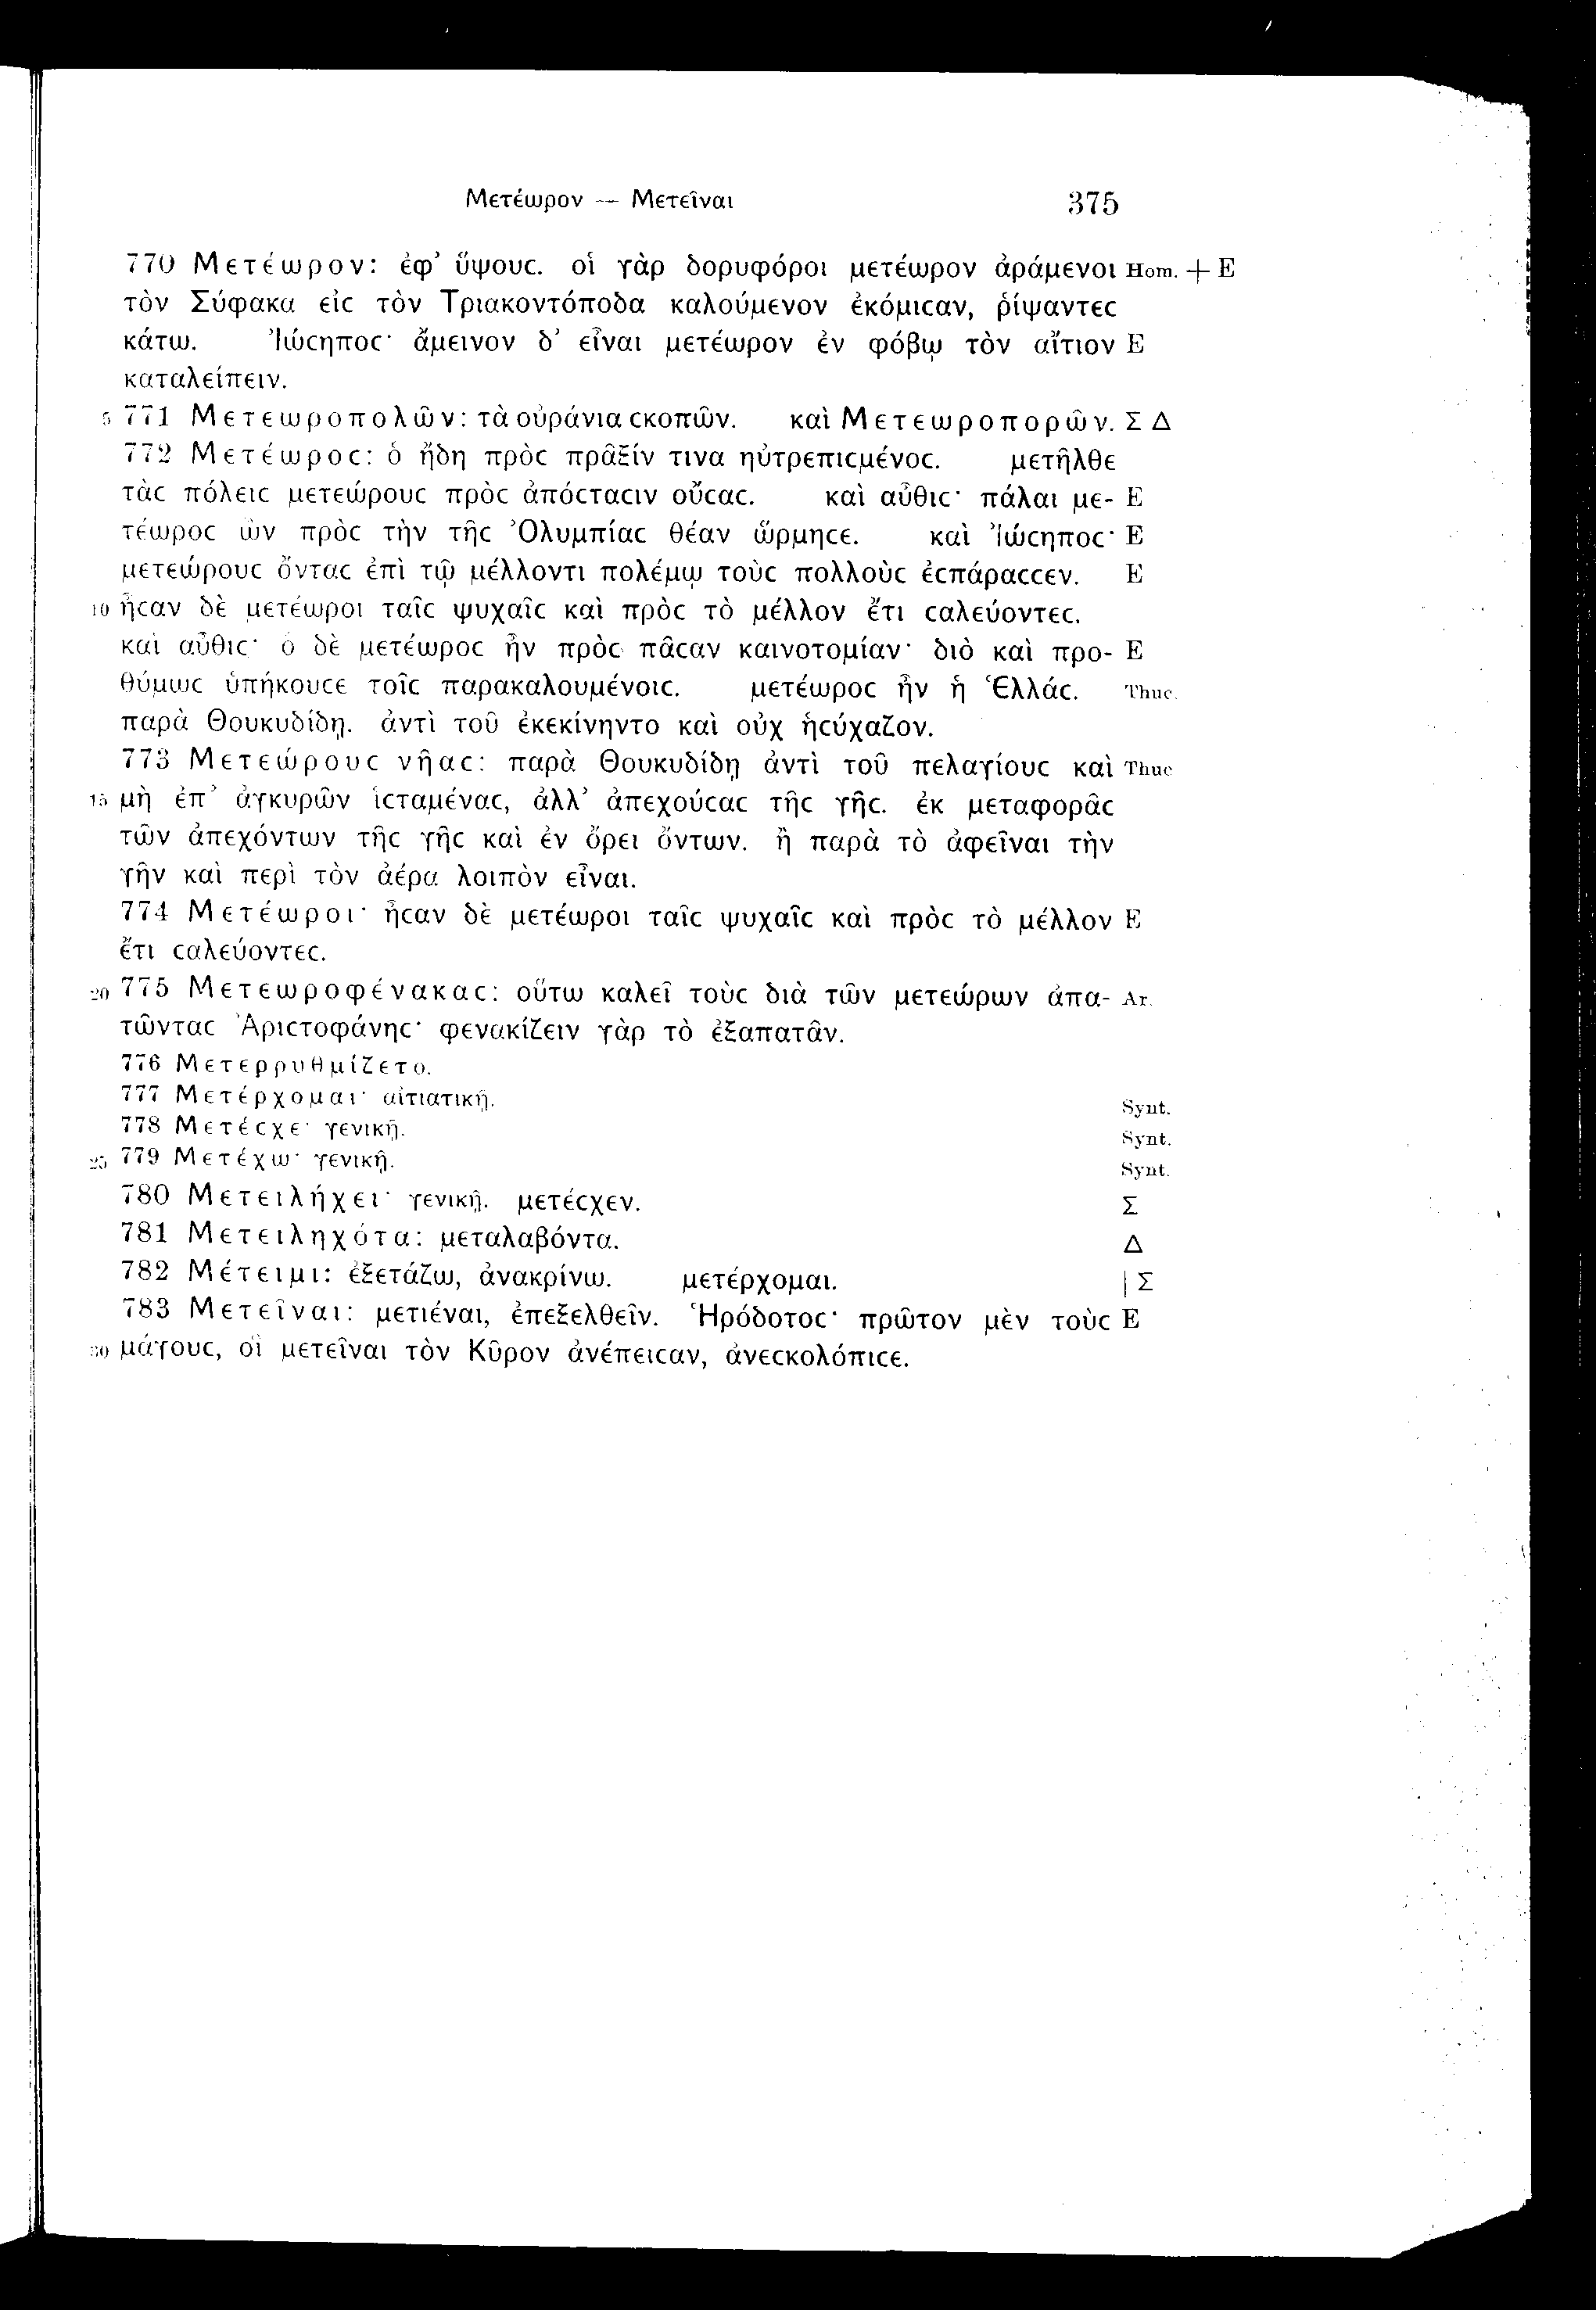 Μετέωρον — Μετεῖναι 375
770 Μετέωρον: ἐφ’ ὕψουϲ. οἱ γὰρ δορυφόροι μετέωρον ἀράμενοι Hom. + E
τὸν Σύφακα εἰϲ τὸν Τριακοντόποδα καλούμενον ἐκόμιϲαν, ῥίψαντεϲ
κάτω. Ἰώϲηποϲ· ἄμεινον δ’ εἶναι μετέωρον ἐν φόβῳ τὸν αἴτιον E
καταλείπειν.
5 771 Μετεωροπολῶν: τὰ οὐράνια ϲκοπῶν. καὶ Μετεωροπορῶν. Σ Δ
772 Μετέωροϲ: ὁ ἤδη πρὸϲ πρᾶξίν τινα ηὐτρεπιϲμένοϲ. μετῆλθε
τὰϲ πόλειϲ μετεώρουϲ πρὸϲ ἀπόϲταϲιν οὔϲαϲ. καὶ αὖθιϲ· πάλαι με- E
τέωροϲ ὢν πρὸϲ τὴν τῆϲ Ὀλυμπίαϲ θέαν ὥρμηϲε. καὶ Ἰώϲηποϲ· E
μετεώρουϲ ὄνταϲ ἐπὶ τῷ μέλλοντι πολέμῳ τοὺϲ πολλοὺϲ ἐϲπάραϲϲεν. E
10 ἦϲαν δὲ μετέωροι ταῖϲ ψυχαῖϲ καὶ πρὸϲ τὸ μέλλον ἔτι ϲαλεύοντεϲ.
καὶ αὖθιϲ· ὁ δὲ μετέωροϲ ἦν πρὸϲ πᾶϲαν καινοτομίαν· διὸ καὶ προ- E
θύμωϲ ὑπήκουϲε τοῖϲ παρακαλουμένοιϲ. μετέωροϲ ἦν ἡ Ἑλλάϲ. Thuc.
παρὰ Θουκυδίδῃ. ἀντὶ τοῦ ἐκεκίνηντο καὶ οὐχ ἡϲύχαζον.
773 Μετεώρουϲ νῆαϲ: παρὰ Θουκυδίδῃ ἀντὶ τοῦ πελαγίουϲ καὶ Thuc
15 μὴ ἐπ’ ἀγκυρῶν ἱϲταμέναϲ, ἀλλ’ ἀπεχούϲαϲ τῆϲ γῆϲ. ἐκ μεταφορᾶϲ
τῶν ἀπεχόντων τῆϲ γῆϲ καὶ ἐν ὄρει ὄντων. ἢ παρὰ τὸ ἀφεῖναι τὴν
γῆν καὶ περὶ τὸν ἀέρα λοιπὸν εἶναι.
774 Μετέωροι· ἦϲαν δὲ μετέωροι ταῖϲ ψυχαῖϲ καὶ πρὸϲ τὸ μέλλον E
ἔτι ϲαλεύοντεϲ.
20 775 Μετεωροφένακαϲ: οὕτω καλεῖ τοὺϲ διὰ τῶν μετεώρων ἀπα- Ar.
τῶνταϲ Ἀριϲτοφάνηϲ· φενακίζειν γὰρ τὸ ἐξαπατᾶν.
776 Μετερρυθμίζετο.
777 Μετέρχομαι· αἰτιατικῇ. Synt.
778 Μετέϲχε· γενικῇ. Synt.
25 779 Μετέχω· γενικῇ. Synt.
780 Μετειλήχει· γενικῇ. μετέϲχεν. Σ
781 Μετειληχότα: μεταλαβόντα. Δ
782 Μέτειμι: ἐξετάζω, ἀνακρίνω. μετέρχομαι. | Σ
783 Μετεῖναι: μετιέναι, ἐπεξελθεῖν. Ἡρόδοτοϲ· πρῶτον μὲν τοὺϲ E
30 μάγουϲ, οἳ μετεῖναι τὸν Κῦρον ἀνέπειϲαν, ἀνεϲκολόπιϲε.